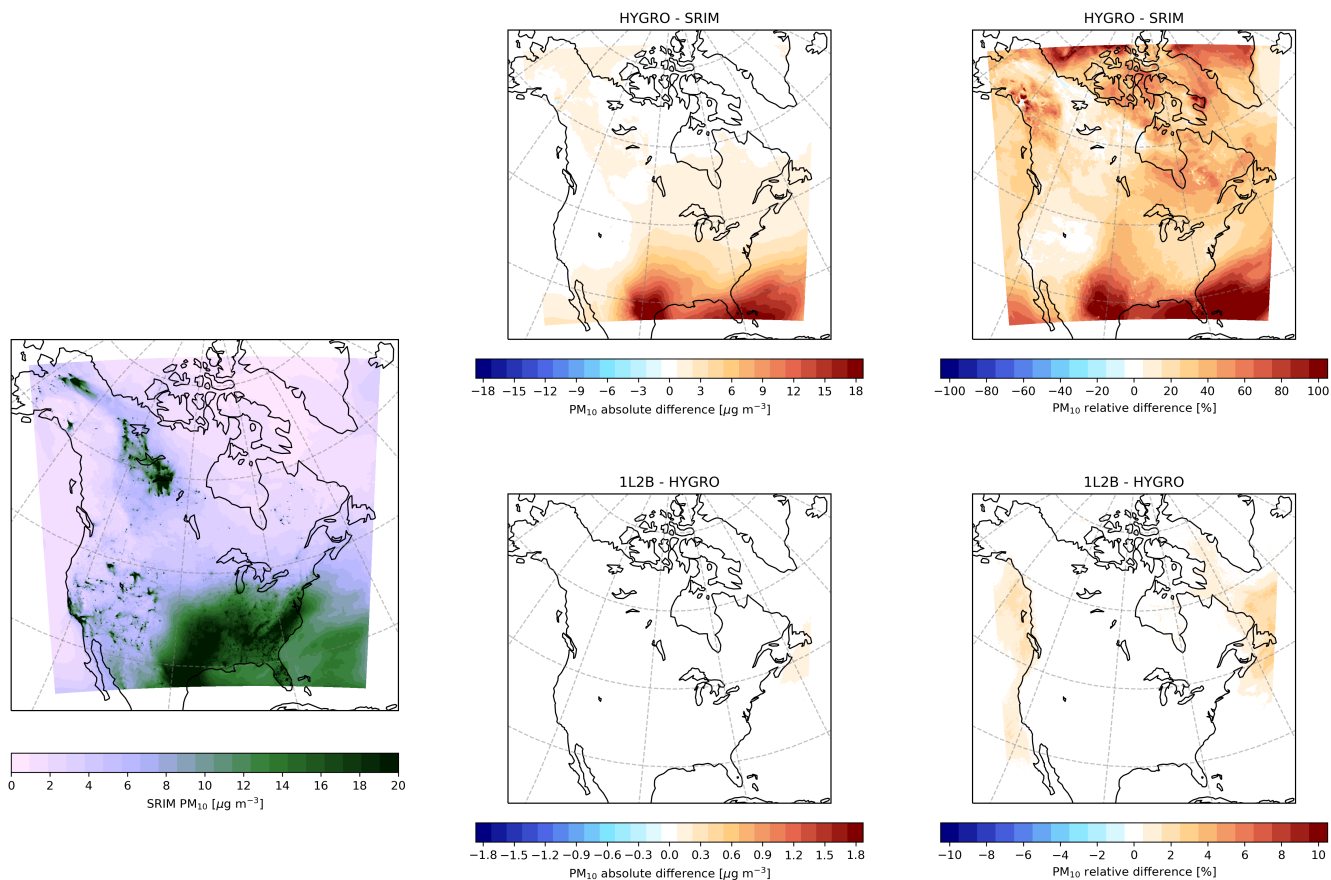 HYGRO - SRIM
HYGRO - SRIM
−18 −15 −12 −9 −6 −3 0 3 6 9 12 15 18
PM₁₀ absolute difference [μg m⁻³]
−100 −80 −60 −40 −20 0 20 40 60 80 100
PM₁₀ relative difference [%]
1L2B - HYGRO
1L2B - HYGRO
0 2 4 6 8 10 12 14 16 18 20
SRIM PM₁₀ [μg m⁻³]
−1.8 −1.5 −1.2 −0.9 −0.6 −0.3 0.0 0.3 0.6 0.9 1.2 1.5 1.8
PM₁₀ absolute difference [μg m⁻³]
−10 −8 −6 −4 −2 0 2 4 6 8 10
PM₁₀ relative difference [%]